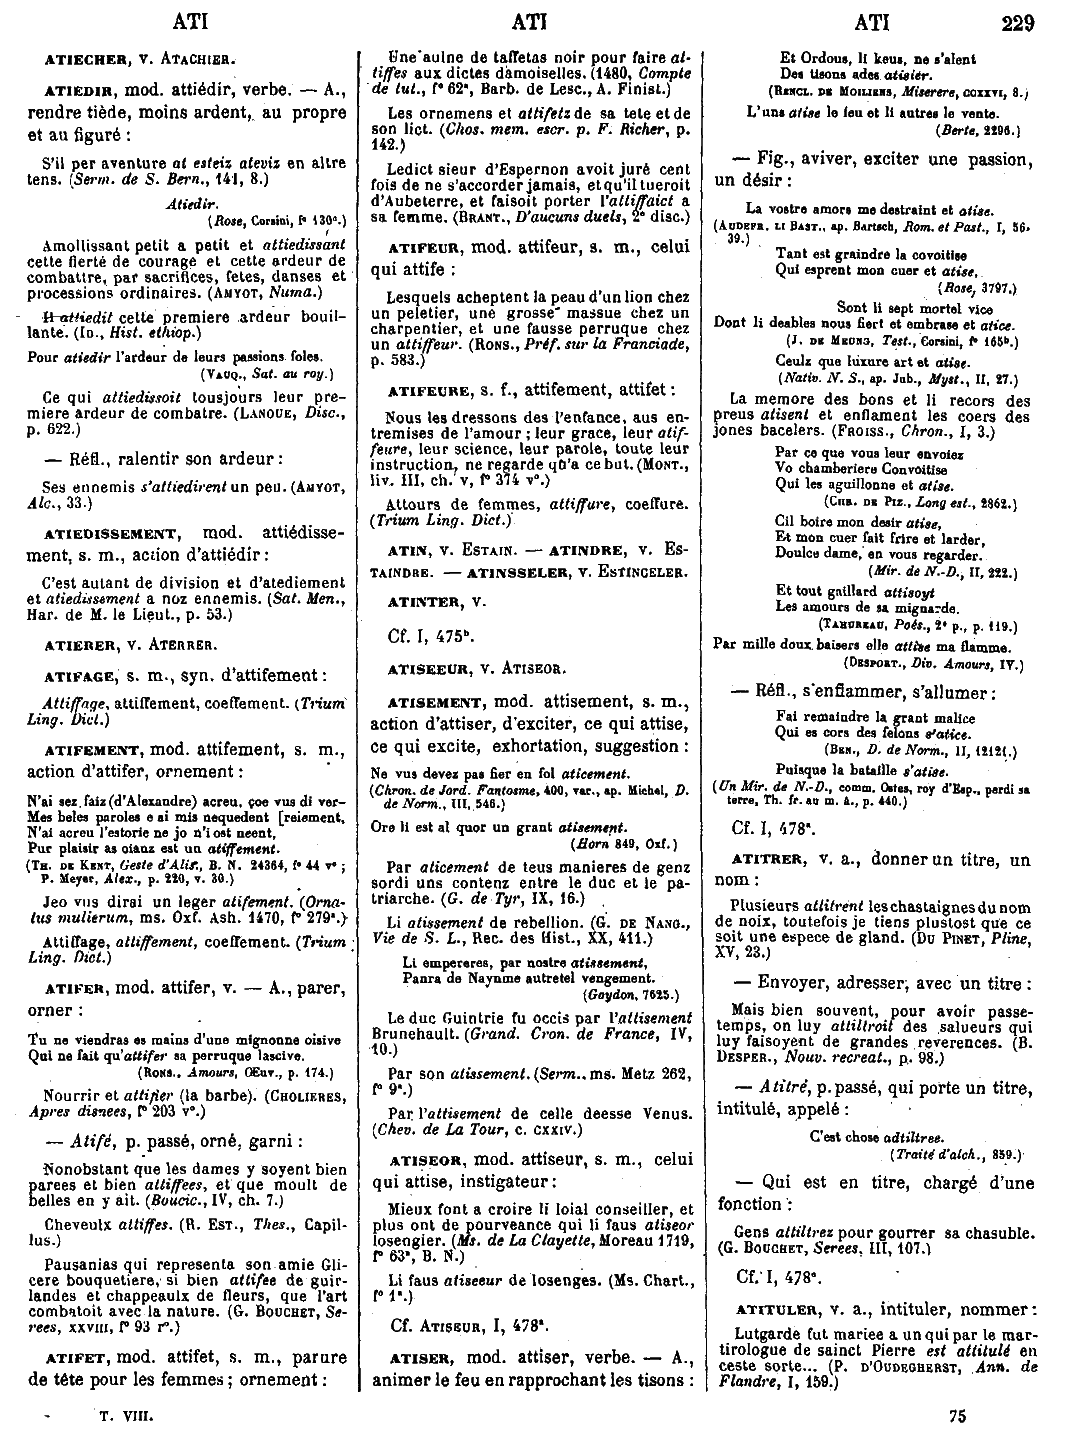 ATI
ATI
ATI 229
ATIECHER, V. ATACHIER.
ATIEDIR, mod. attiédir, verbe. — A.,
rendre tiède, moins ardent, au propre
et au figuré :
S'il per aventure at esteiz ateviz en altre
tens. (Serm. de S. Bern., 141, 8.)
Atiedir.
(Rose, Corsini, f° 130ᵉ.)
Amollissant petit a petit et attiedissant
cette fierté de courage et cette ardeur de
combattre, par sacrifices, fetes, danses et
processions ordinaires. (AMYOT, Numa.)
Il attiedit cette premiere ardeur bouil-
lante. (ID., Hist. ethiop.)
Pour atiedir l'ardeur de leurs passions foles.
(VAUQ., Sat. au roy.)
Ce qui attiedissoit tousjours leur pre-
miere ardeur de combatre. (LANOUE, Disc.,
p. 622.)
— Réfl., ralentir son ardeur :
Ses ennemis s'attiedirent un peu. (AMYOT,
Alc., 33.)
ATIEDISSEMENT, mod. attiédisse-
ment, s. m., action d'attiédir :
C'est autant de division et d'atediement
et atiedissement a noz ennemis. (Sat. Men.,
Har. de M. le Lieut., p. 53.)
ATIERER, V. ATERRER.
ATIFAGE, s. m., syn. d'attifement :
Attiffage, attiffement, coeffement. (Trium
Ling. Dict.)
ATIFEMENT, mod. attifement, s. m.,
action d'attifer, ornement :
N'ai sez faiz (d'Alexandre) acreu, çoe vus di ver-
Mes beles paroles e ai mis nequedent [reiement,
N'ai acreu l'estorie ne jo n'i ost neent,
Pur plaisir as oianz est un atiffement.
(TH. DE KENT, Geste d'Alis., B. N. 24364, f° 44 v° ;
P. Meyer, Alex., p. 220, v. 30.)
Jeo vus dirai un leger atifement. (Orna-
tus mulierum, ms. Oxf. Ash. 1470, f° 279ᵃ.)
Attiffage, attiffement, coeffement. (Trium
Ling. Dict.)
ATIFER, mod. attifer, v. — A., parer,
orner :
Tu ne viendras es mains d'une mignonne oisive
Qui ne fait qu'attifer sa perruque lascive.
(RONS., Amours, Œuv., p. 174.)
Nourrir et attifier (la barbe). (CHOLIERES,
Apres disnees, f° 203 v°.)
— Atifé, p. passé, orné, garni :
Nonobstant que les dames y soyent bien
parees et bien attiffees, et que moult de
belles en y ait. (Boucic., IV, ch. 7.)
Cheveulx attiffes. (R. EST., Thes., Capil-
lus.)
Pausanias qui representa son amie Gli-
cere bouquetiere, si bien attifee de guir-
landes et chappeaulx de fleurs, que l'art
combatoit avec la nature. (G. BOUCHET, Se-
rees, XXVIII, f° 93 r°.)
ATIFET, mod. attifet, s. m., parure
de tête pour les femmes ; ornement :
T. VIII.
Une aulne de taffetas noir pour faire at-
tiffes aux dictes damoiselles. (1480, Compte
de tut., f° 62ᵃ, Barb. de Lesc., A. Finist.)
Les ornemens et attifetz de sa tete et de
son lict. (Chos. mem. escr. p. F. Richer, p.
142.)
Ledict sieur d'Espernon avoit juré cent
fois de ne s'accorder jamais, et qu'il tueroit
d'Aubeterre, et faisoit porter l'attiffaict a
sa femme. (BRANT., D'aucuns duels, 2ᵉ disc.)
ATIFEUR, mod. attifeur, s. m., celui
qui attife :
Lesquels acheptent la peau d'un lion chez
un peletier, une grosse massue chez un
charpentier, et une fausse perruque chez
un attiffeur. (RONS., Préf. sur la Franciade,
p. 583.)
ATIFEURE, s. f., attifement, attifet :
Nous les dressons des l'enfance, aus en-
tremises de l'amour ; leur grace, leur atif-
feure, leur science, leur parole, toute leur
instruction, ne regarde qu'a ce but. (MONT.,
liv. III, ch. V, f° 374 v°.)
Attours de femmes, attiffure, coeffure.
(Trium Ling. Dict.)
ATIN, V. ESTAIN. — ATINDRE, V. ES-
TAINDRE. — ATINSSELER, V. ESTINCELER.
ATINTER, V.
Cf. I, 475ᵇ.
ATISEEUR, V. ATISEOR.
ATISEMENT, mod. attisement, s. m.,
action d'attiser, d'exciter, ce qui attise,
ce qui excite, exhortation, suggestion :
Ne vus devez pas fier en fol aticement.
(Chron. de Jord. Fantosme, 400, var., ap. Michel, D.
de Norm., III, 546.)
Ore li est al quor un grant atisement.
(Horn 849, Oxf.)
Par aticement de teus manieres de genz
sordi uns contenz entre le duc et le pa-
triarche. (G. de Tyr, IX, 16.)
Li atissement de rebellion. (G. DE NANG.,
Vie de S. L., Rec. des Hist., XX, 411.)
Li empereres, par nostre atissement,
Panra de Naynme autretel vengement.
(Gaydon, 7625.)
Le duc Guintrie fu occis par l'attisement
Brunehault. (Grand. Cron. de France, IV,
10.)
Par son atissement. (Serm., ms. Metz 262,
f° 9ᵃ.)
Par l'attisement de celle deesse Venus.
(Chev. de La Tour, c. CXXIV.)
ATISEOR, mod. attiseur, s. m., celui
qui attise, instigateur :
Mieux font a croire li loial conseiller, et
plus ont de pourveance qui li faus atiseor
losengier. (Ms. de La Clayette, Moreau 1719,
f° 63ᵃ, B. N.)
Li faus atiseeur de losenges. (Ms. Chart.,
f° 1ᵃ.)
Cf. ATISEUR, I, 478ᵃ.
ATISER, mod. attiser, verbe. — A.,
animer le feu en rapprochant les tisons :
Et Ordous, li keus, ne s'alent
Des tisons ades atisier.
(RENCL. DE MOILIENS, Miserere, CCXXVI, 8.)
L'uns atise le feu et li autres le vente.
(Berte, 2296.)
— Fig., aviver, exciter une passion,
un désir :
La vostre amors me destraint et atise.
(AUDEFR. LI BAST., ap. Bartsch, Rom. et Past., I, 56,
39.)
Tant est graindre la covoitise
Qui esprent mon cuer et atise.
(Rose, 3797.)
Sont li sept mortel vice
Dont li deables nous fiert et embrase et atice.
(J. DE MEUNG, Test., Corsini, f° 165ᵇ.)
Ceulz que luxure art et atise.
(Nativ. N. S., ap. Jub., Myst., II, 27.)
La memore des bons et li recors des
preus atisent et enflament les coers des
jones bacelers. (FROISS., Chron., I, 3.)
Par ce que vous leur envoiez
Vo chamberiere Convoitise
Qui les aguillonne et atise.
(CHR. DE PIZ., Long est., 2862.)
Cil boire mon desir atise,
Et mon cuer fait frire et larder,
Doulce dame, en vous regarder.
(Mir. de N.-D., II, 222.)
Et tout gaillard attisoyt
Les amours de sa mignarde.
(TAHUREAU, Poés., 2ᵉ p., p. 119.)
Par mille doux baisers elle attise ma flamme.
(DESPORT., Div. Amours, IV.)
— Réfl., s'enflammer, s'allumer :
Fai remaindre la grant malice
Qui es cors des felons s'atice.
(BEN., D. de Norm., II, 12121.)
Puisque la bataille s'atise.
(Un Mir. de N.-D., comm. Ostes, roy d'Esp., perdi sa
terre, Th. fr. au m. â., p. 440.)
Cf. I, 478ᵃ.
ATITRER, v. a., donner un titre, un
nom :
Plusieurs attitrent les chastaignes du nom
de noix, toutefois je tiens plustost que ce
soit une espece de gland. (DU PINET, Pline,
XV, 23.)
— Envoyer, adresser, avec un titre :
Mais bien souvent, pour avoir passe-
temps, on luy attiltroit des salueurs qui
luy faisoyent de grandes reverences. (B.
DESPER., Nouv. recreat., p. 98.)
— Atitré, p. passé, qui porte un titre,
intitulé, appelé :
C'est chose adtiltree.
(Traité d'alch., 859.)
— Qui est en titre, chargé d'une
fonction :
Gens attiltrez pour gourrer sa chasuble.
(G. BOUCHET, Serees, III, 107.)
Cf. I, 478ᵃ.
ATITULER, v. a., intituler, nommer :
Lutgarde fut mariee a un qui par le mar-
tirologue de sainct Pierre est attitulé en
ceste sorte... (P. D'OUDEGHERST, Ann. de
Flandre, I, 159.)
75